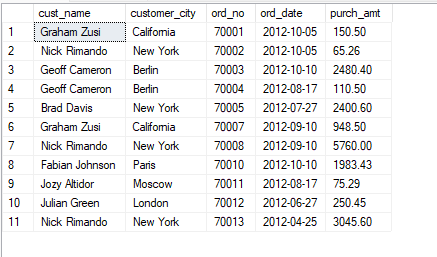 cust_name customer_city ord_no ord_date purch_amt
1 Graham Zusi California 70001 2012-10-05 150.50
2 Nick Rimando New York 70002 2012-10-05 65.26
3 Geoff Cameron Berlin 70003 2012-10-10 2480.40
4 Geoff Cameron Berlin 70004 2012-08-17 110.50
5 Brad Davis New York 70005 2012-07-27 2400.60
6 Graham Zusi California 70007 2012-09-10 948.50
7 Nick Rimando New York 70008 2012-09-10 5760.00
8 Fabian Johnson Paris 70010 2012-10-10 1983.43
9 Jozy Altidor Moscow 70011 2012-08-17 75.29
10 Julian Green London 70012 2012-06-27 250.45
11 Nick Rimando New York 70013 2012-04-25 3045.60